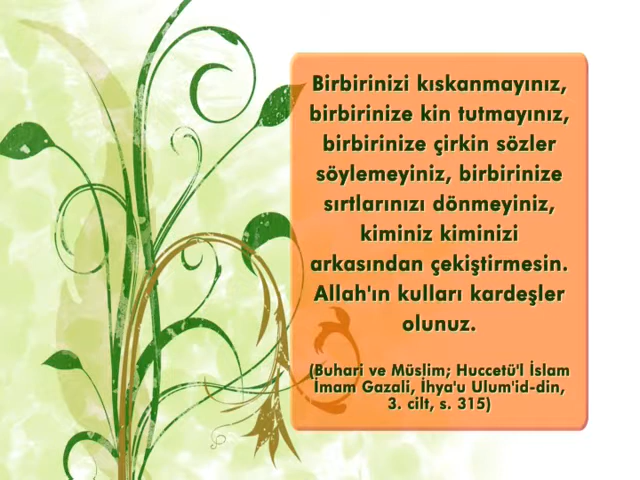 Birbirinizi kıskanmayınız,
birbirinize kin tutmayınız,
birbirinize çirkin sözler
söylemeyiniz, birbirinize
sırtlarınızı dönmeyiniz,
kiminiz kiminizi
arkasından çekiştirmesin.
Allah'ın kulları kardeşler
olunuz.
(Buhari ve Müslim; Huccetü'l İslam
İmam Gazali, İhya'u Ulum'id-din,
3. cilt, s. 315)